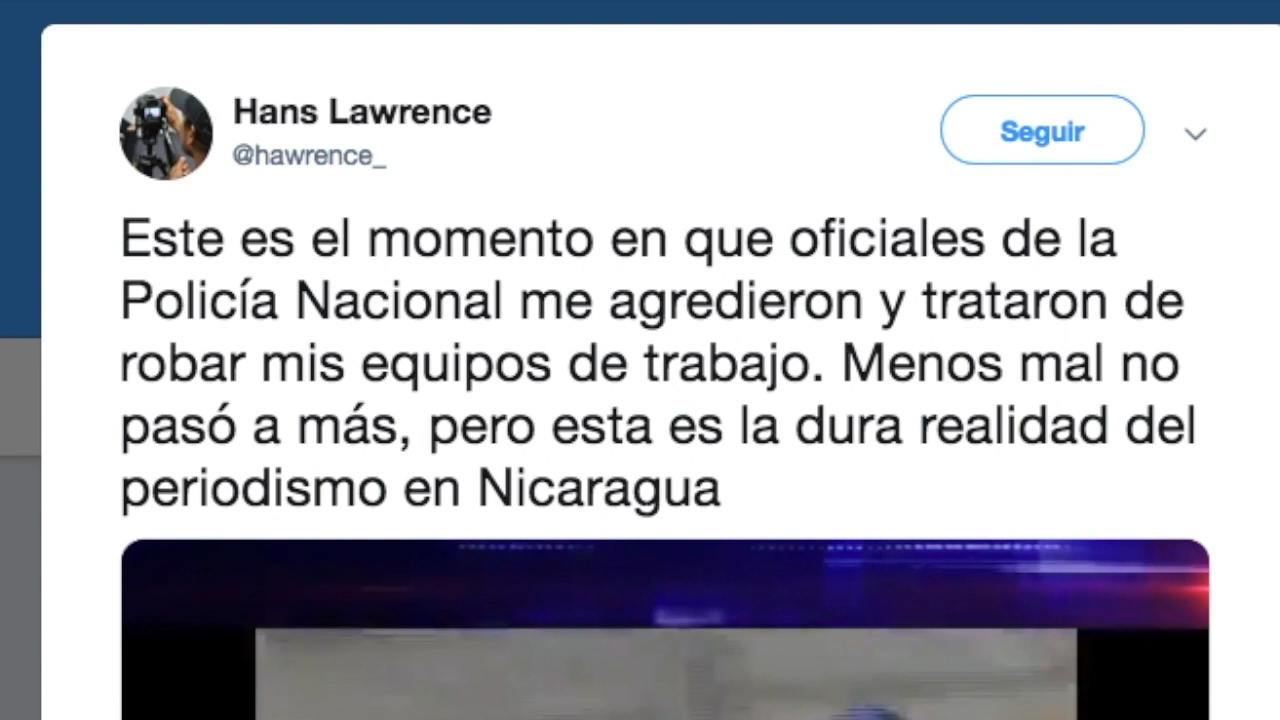 Hans Lawrence
@hawrence_
Seguir
Este es el momento en que oficiales de la
Policía Nacional me agredieron y trataron de
robar mis equipos de trabajo. Menos mal no
pasó a más, pero esta es la dura realidad del
periodismo en Nicaragua